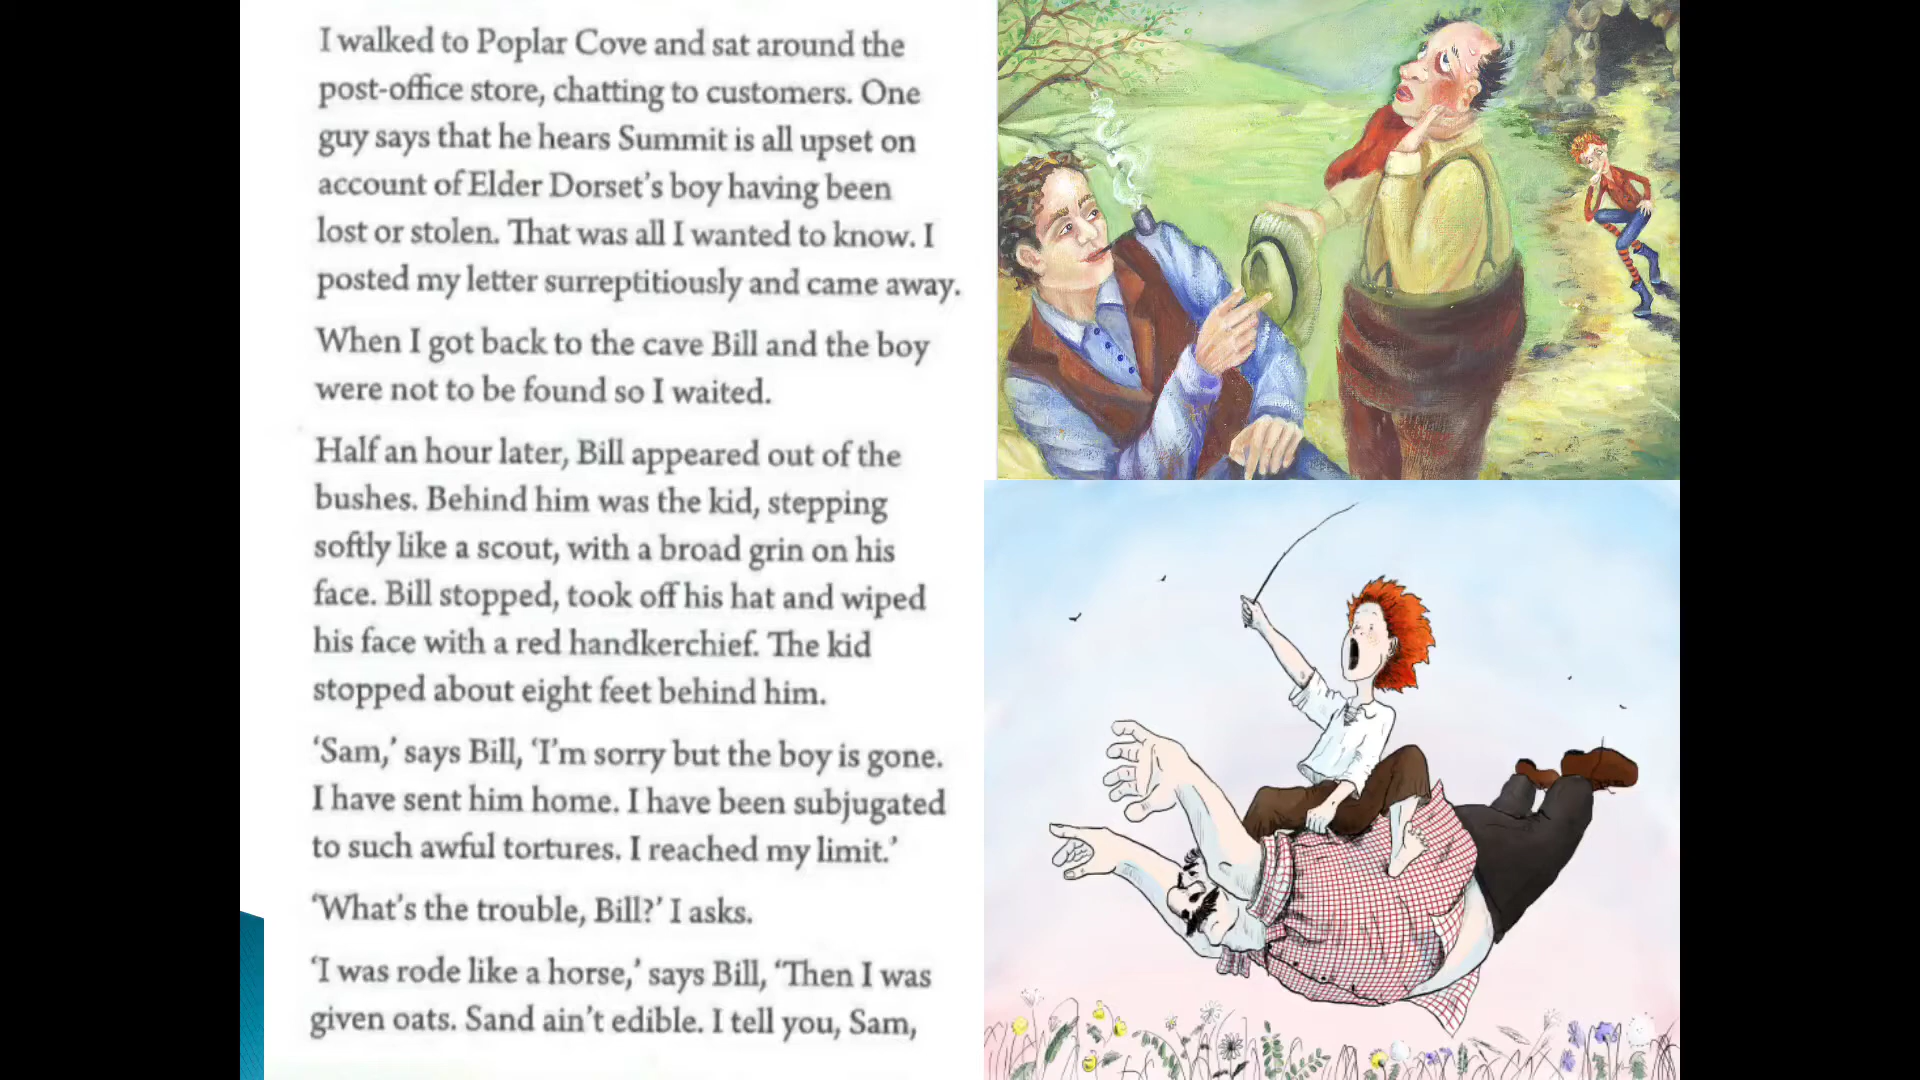 I walked to Poplar Cove and sat around the
post-office store, chatting to customers. One
guy says that he hears Summit is all upset on
account of Elder Dorset's boy having been
lost or stolen. That was all I wanted to know. I
posted my letter surreptitiously and came away.
When I got back to the cave Bill and the boy
were not to be found so I waited.
Half an hour later, Bill appeared out of the
bushes. Behind him was the kid, stepping
softly like a scout, with a broad grin on his
face. Bill stopped, took off his hat and wiped
his face with a red handkerchief. The kid
stopped about eight feet behind him.
‘Sam,’ says Bill, ‘I'm sorry but the boy is gone.
I have sent him home. I have been subjugated
to such awful tortures. I reached my limit.’
‘What's the trouble, Bill?’ I asks.
‘I was rode like a horse,’ says Bill, ‘Then I was
given oats. Sand ain't edible. I tell you, Sam,